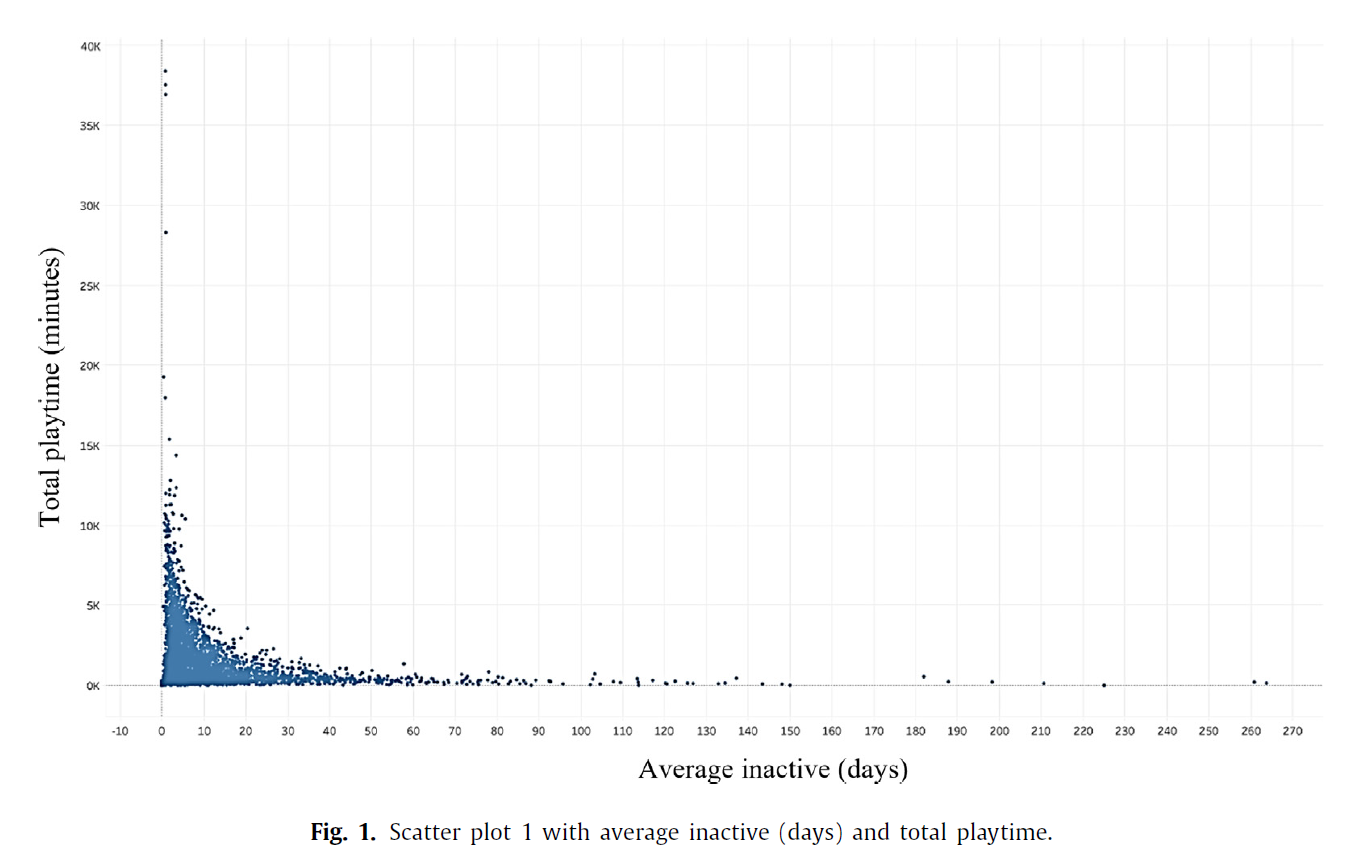 40K
35K
30K
25K
20K
15K
10K
5K
0K
Total playtime (minutes)
-10 0 10 20 30 40 50 60 70 80 90 100 110 120 130 140 150 160 170 180 190 200 210 220 230 240 250 260 270
Average inactive (days)
Fig. 1. Scatter plot 1 with average inactive (days) and total playtime.